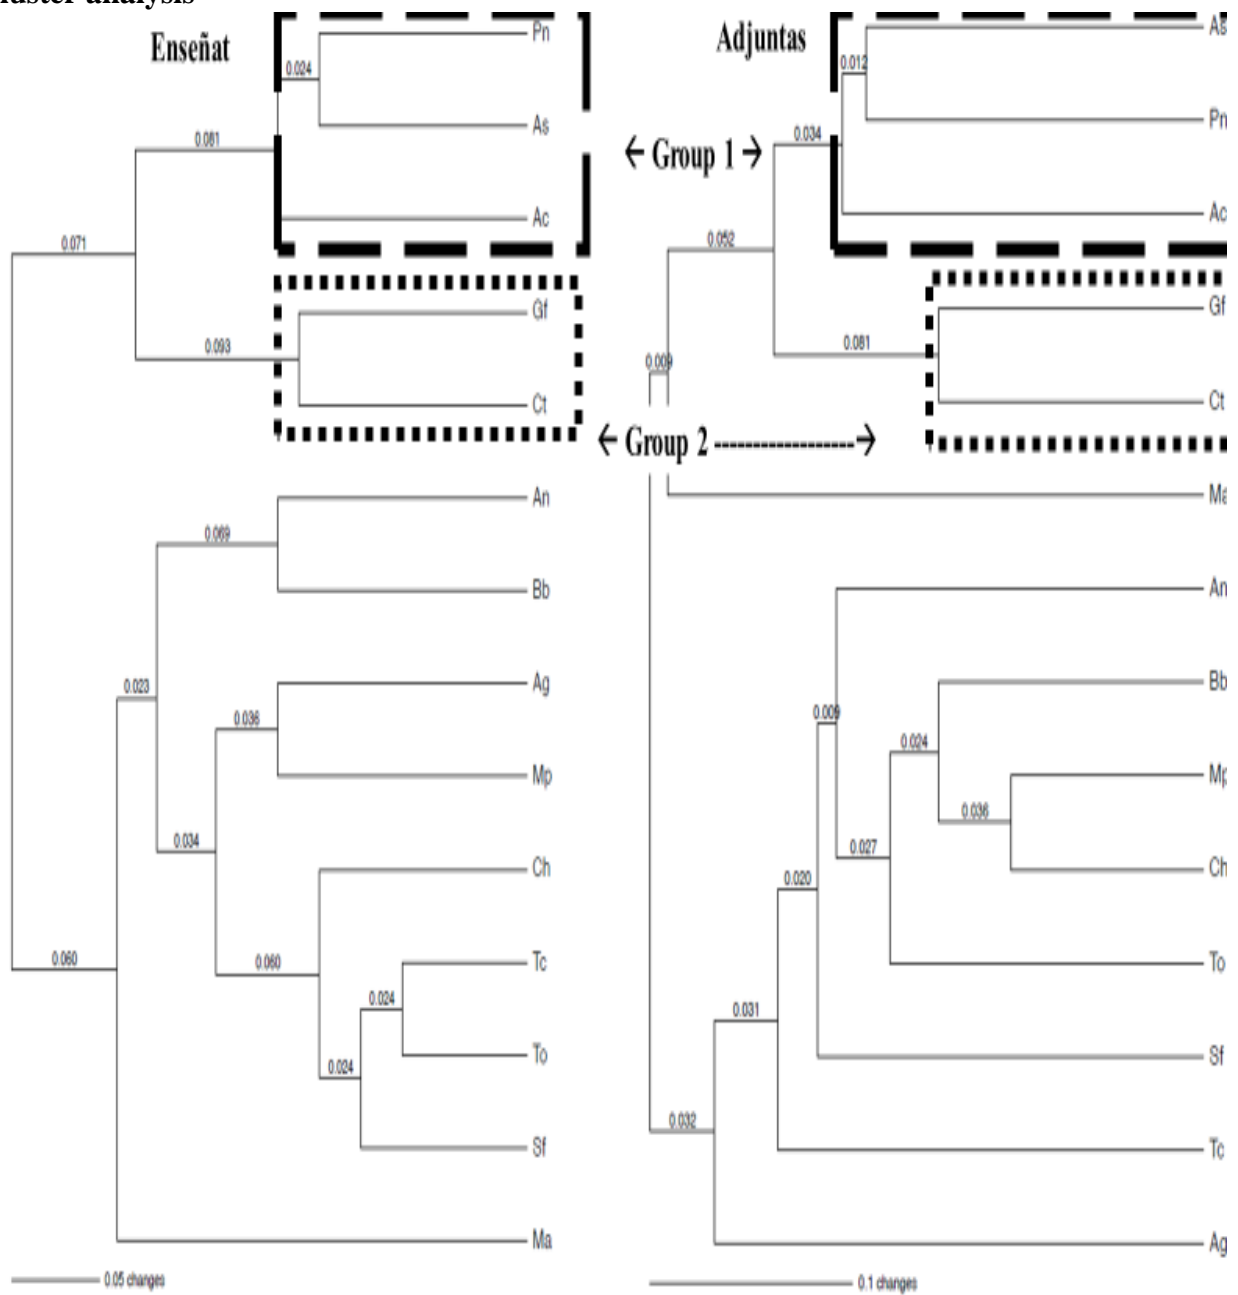 Enseñat
Pn
0.024
As
0.081
Ac
0.071
Gf
0.093
Ct
An
0.069
Bb
0.023
Ag
0.036
Mp
0.034
Ch
0.060
Tc
0.060
0.024
To
0.024
Sf
Ma
0.05 changes
← Group 1 →
← Group 2 -------------------→
Adjuntas
As
0.012
Pn
0.034
Ac
0.052
Gf
0.081
0.009
Ct
Ma
An
Bb
0.009
0.024
Mp
0.036
0.027
Ch
0.020
To
0.031
Sf
0.032
Tc
Ag
0.1 changes